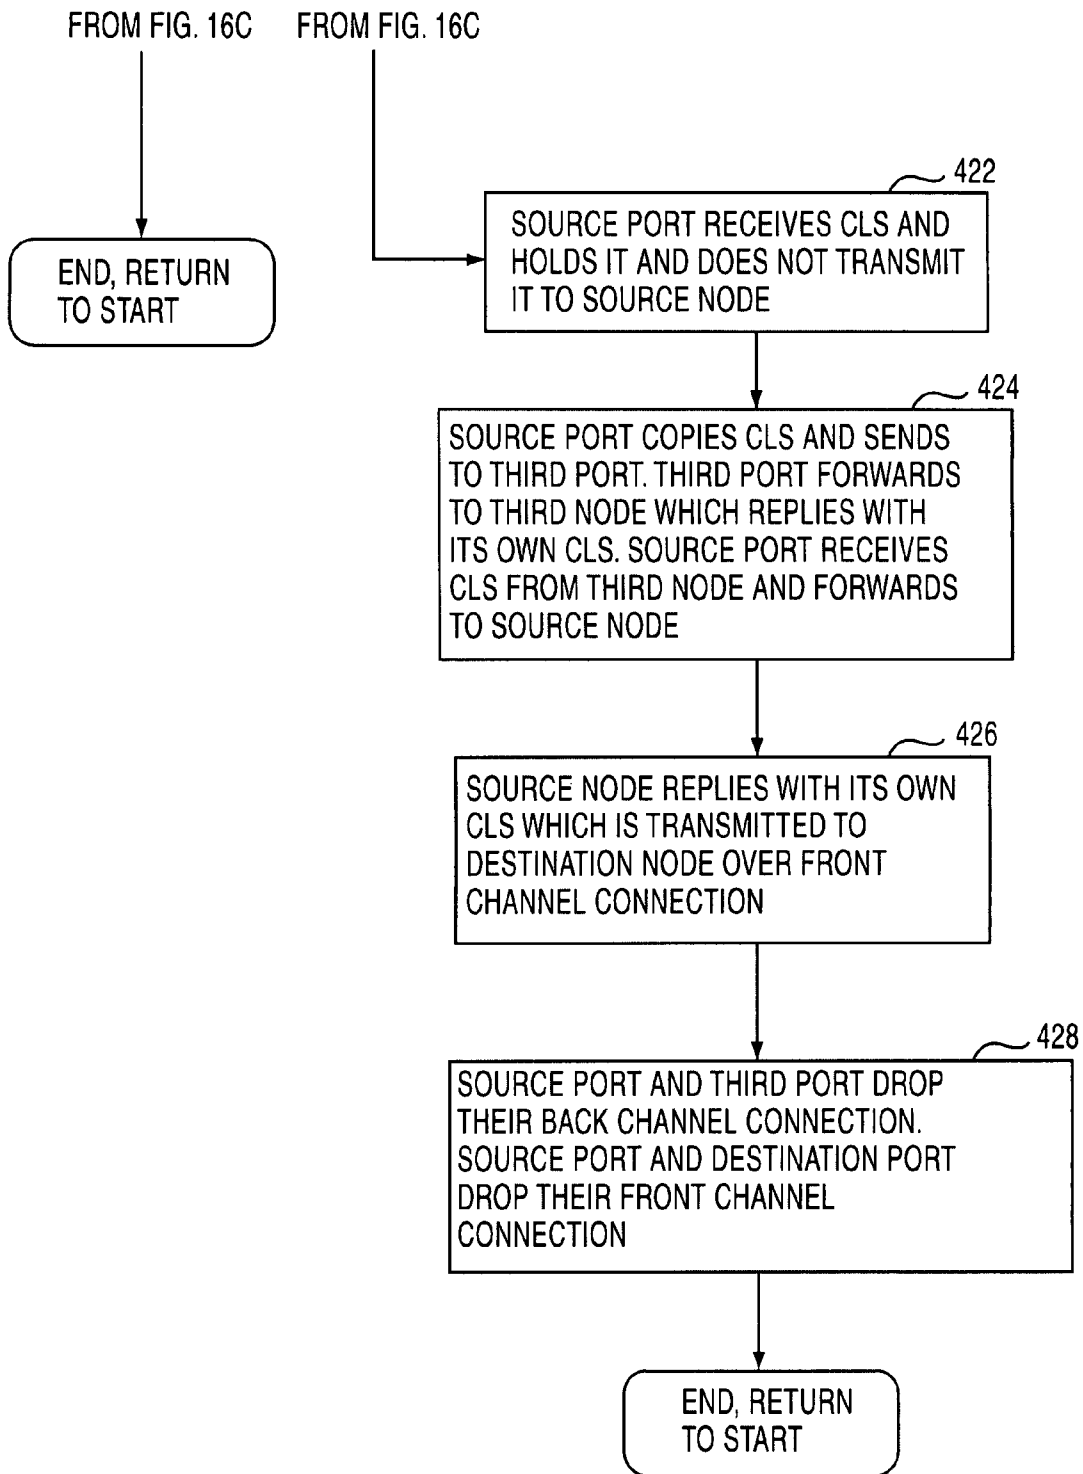 FROM FIG. 16C
FROM FIG. 16C
END, RETURN
TO START
422
SOURCE PORT RECEIVES CLS AND
HOLDS IT AND DOES NOT TRANSMIT
IT TO SOURCE NODE
424
SOURCE PORT COPIES CLS AND SENDS
TO THIRD PORT. THIRD PORT FORWARDS
TO THIRD NODE WHICH REPLIES WITH
ITS OWN CLS. SOURCE PORT RECEIVES
CLS FROM THIRD NODE AND FORWARDS
TO SOURCE NODE
426
SOURCE NODE REPLIES WITH ITS OWN
CLS WHICH IS TRANSMITTED TO
DESTINATION NODE OVER FRONT
CHANNEL CONNECTION
428
SOURCE PORT AND THIRD PORT DROP
THEIR BACK CHANNEL CONNECTION.
SOURCE PORT AND DESTINATION PORT
DROP THEIR FRONT CHANNEL
CONNECTION
END, RETURN
TO START